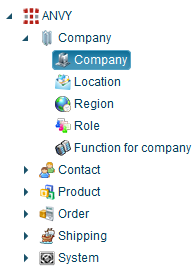 ANVY
Company
Company
Location
Region
Role
Function for company
Contact
Product
Order
Shipping
System